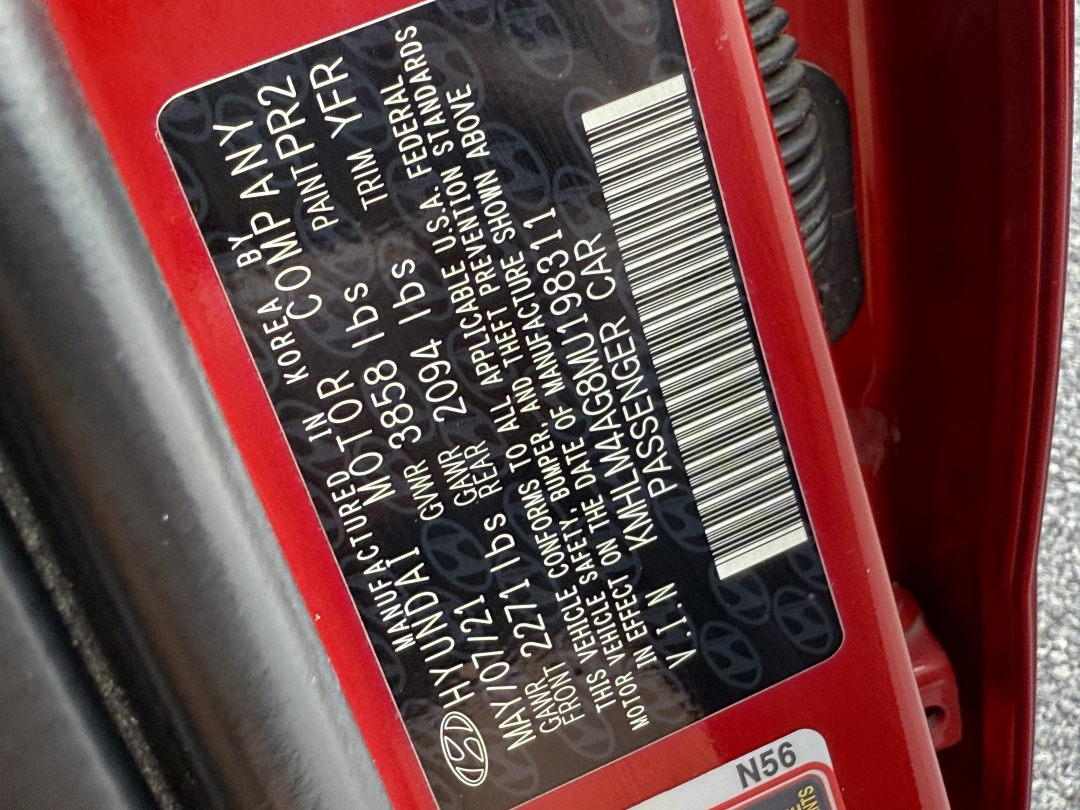 MANUFACTURED IN KOREA BY
HYUNDAI MOTOR COMPANY
MAY/07/21 GVWR 3858 lbs PAINT PR2
GAWR FRONT 2271 lbs GAWR REAR 2094 lbs TRIM YFR
THIS VEHICLE CONFORMS TO ALL APPLICABLE U.S.A. FEDERAL
MOTOR VEHICLE SAFETY, BUMPER, AND THEFT PREVENTION STANDARDS
IN EFFECT ON THE DATE OF MANUFACTURE SHOWN ABOVE
V.I.N KMHLM4AG8MU198311
PASSENGER CAR
N56